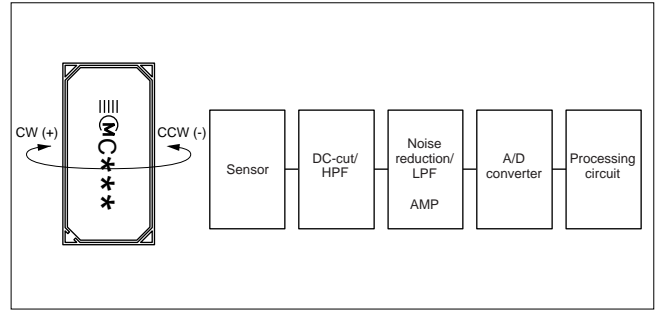 CW (+)
CCW (-)
MC***
Sensor
DC-cut/
HPF
Noise
reduction/
LPF
AMP
A/D
converter
Processing
circuit